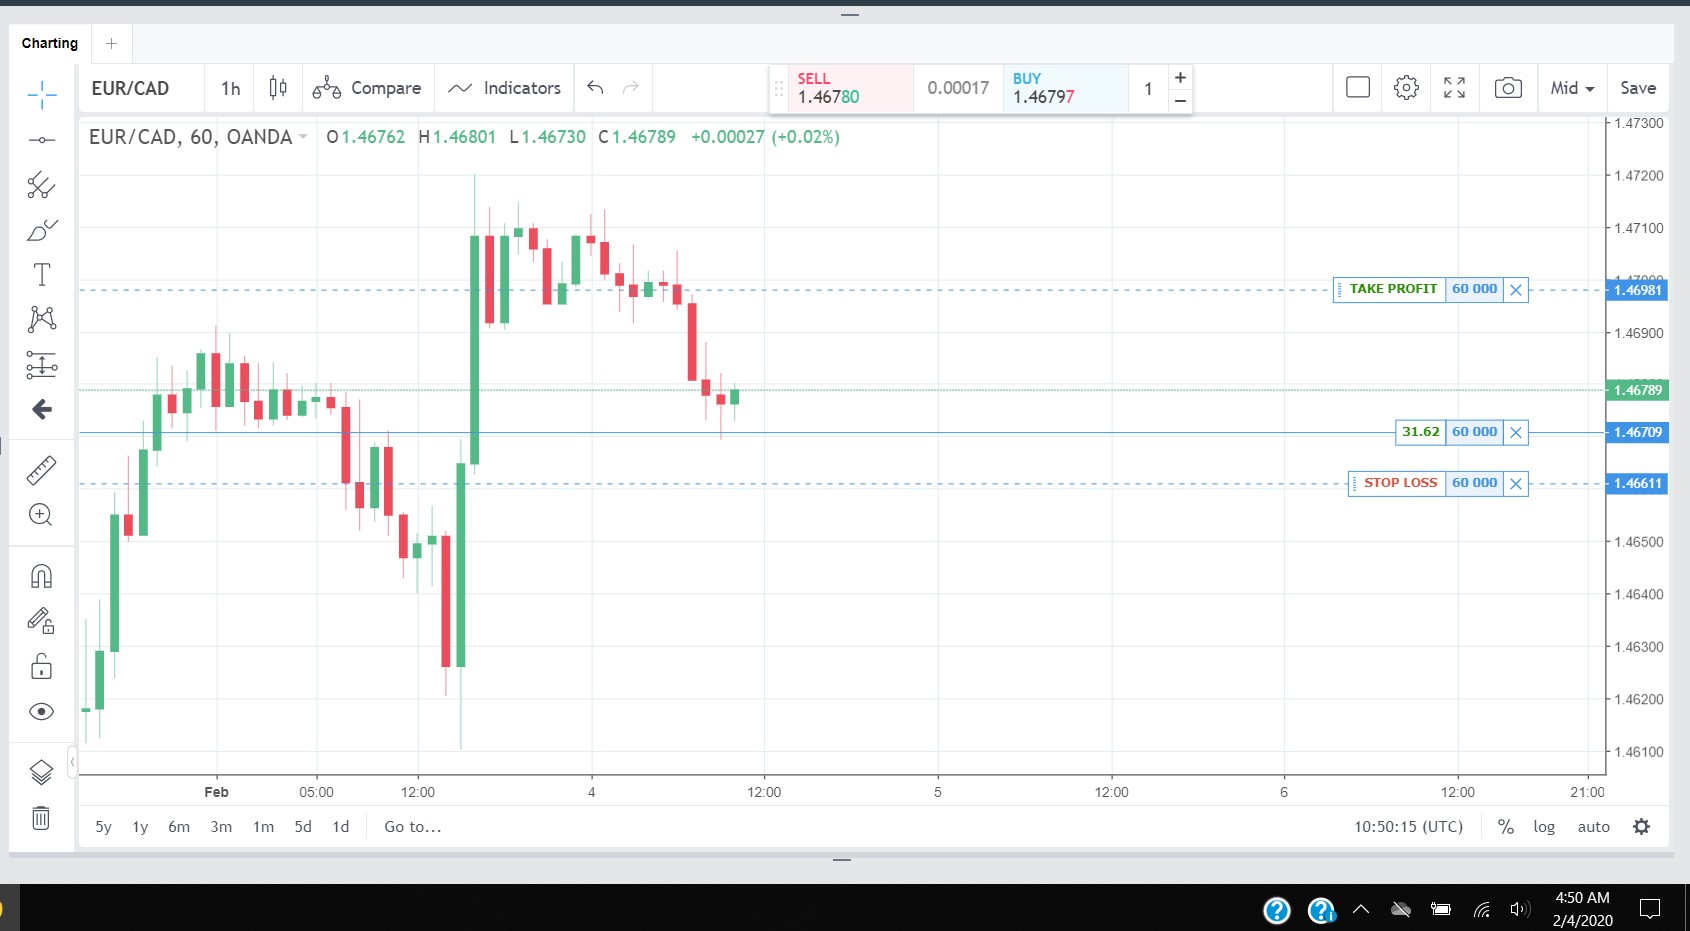 Charting
EUR/CAD 1h Compare Indicators SELL 1.46780 0.00017 BUY 1.46797 1 + − Mid Save
EUR/CAD, 60, OANDA O1.46762 H1.46801 L1.46730 C1.46789 +0.00027 (+0.02%)
1.47300
1.47200
1.47100
TAKE PROFIT 60 000 1.46981
1.46900
1.46789
31.62 60 000 1.46709
STOP LOSS 60 000 1.46611
1.46500
1.46400
1.46300
1.46200
1.46100
Feb 05:00 12:00 4 12:00 5 12:00 6 12:00 21:00
5y 1y 6m 3m 1m 5d 1d Go to... 10:50:15 (UTC) % log auto
4:50 AM
2/4/2020